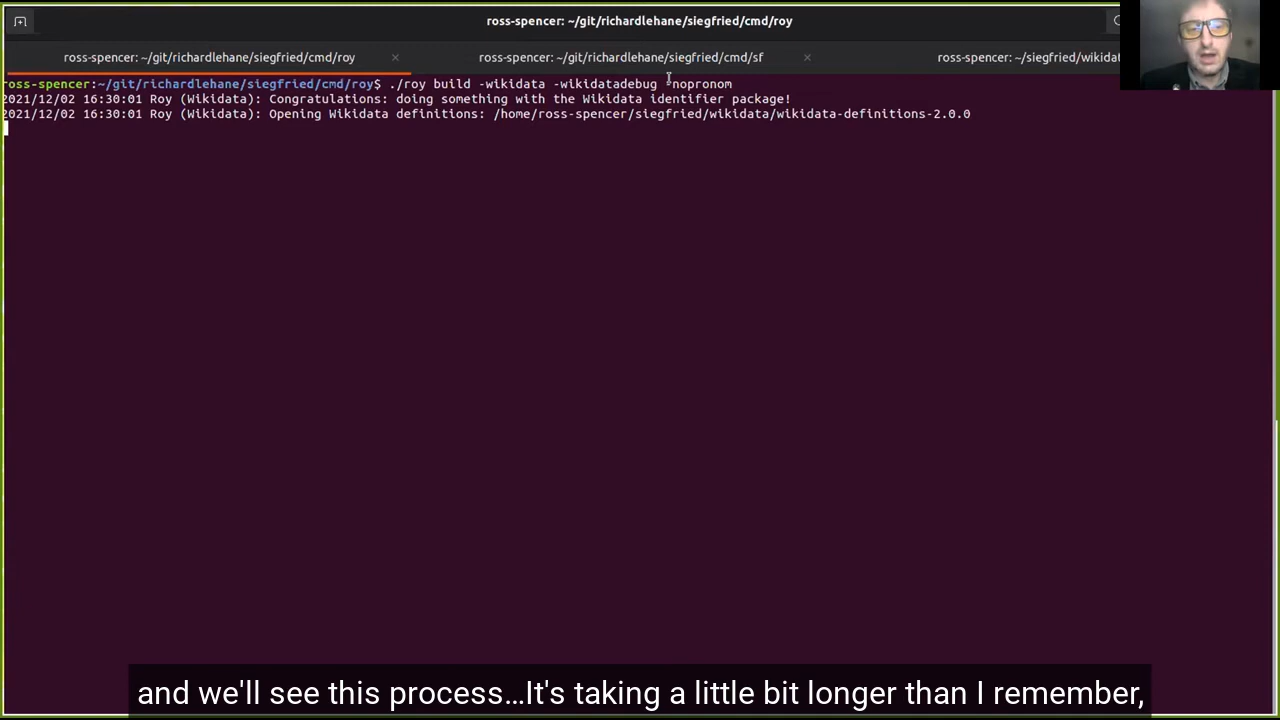 ross-spencer: ~/git/richardlehane/siegfried/cmd/roy
ross-spencer: ~/git/richardlehane/siegfried/cmd/roy
ross-spencer: ~/git/richardlehane/siegfried/cmd/sf
ross-spencer: ~/siegfried/wikidat
ross-spencer:~/git/richardlehane/siegfried/cmd/roy$ ./roy build -wikidata -wikidatadebug -nopronom
2021/12/02 16:30:01 Roy (Wikidata): Congratulations: doing something with the Wikidata identifier package!
2021/12/02 16:30:01 Roy (Wikidata): Opening Wikidata definitions: /home/ross-spencer/siegfried/wikidata/wikidata-definitions-2.0.0
and we'll see this process…It's taking a little bit longer than I remember,